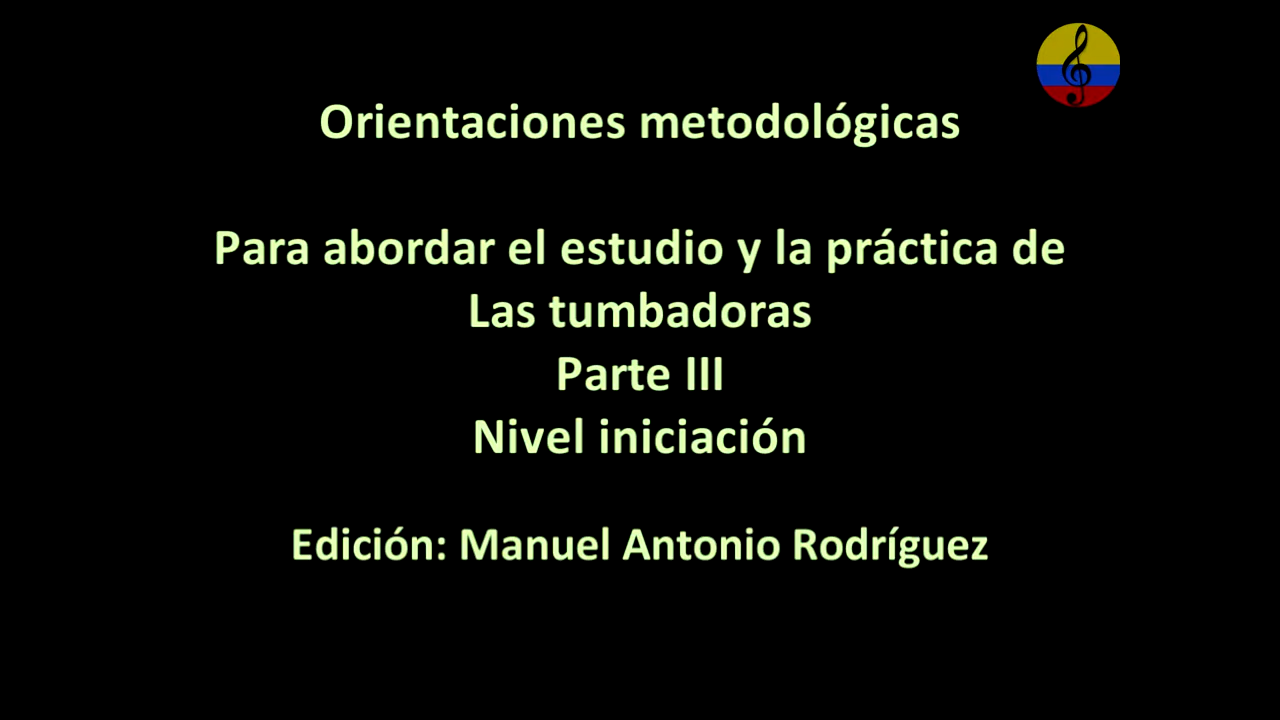 Orientaciones metodológicas
Para abordar el estudio y la práctica de
Las tumbadoras
Parte III
Nivel iniciación
Edición: Manuel Antonio Rodríguez